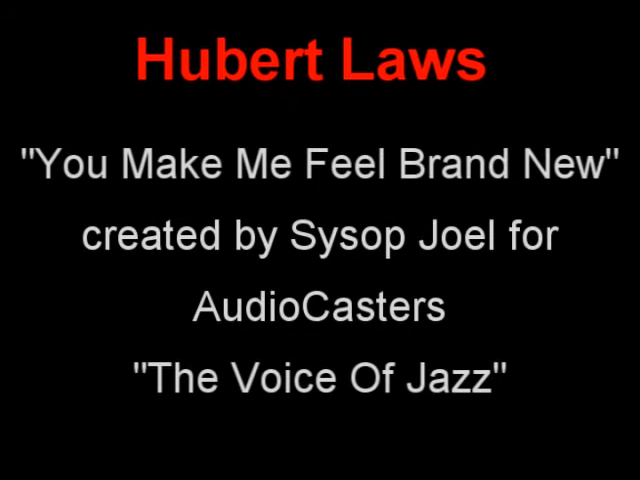 Hubert Laws
"You Make Me Feel Brand New"
created by Sysop Joel for
AudioCasters
"The Voice Of Jazz"